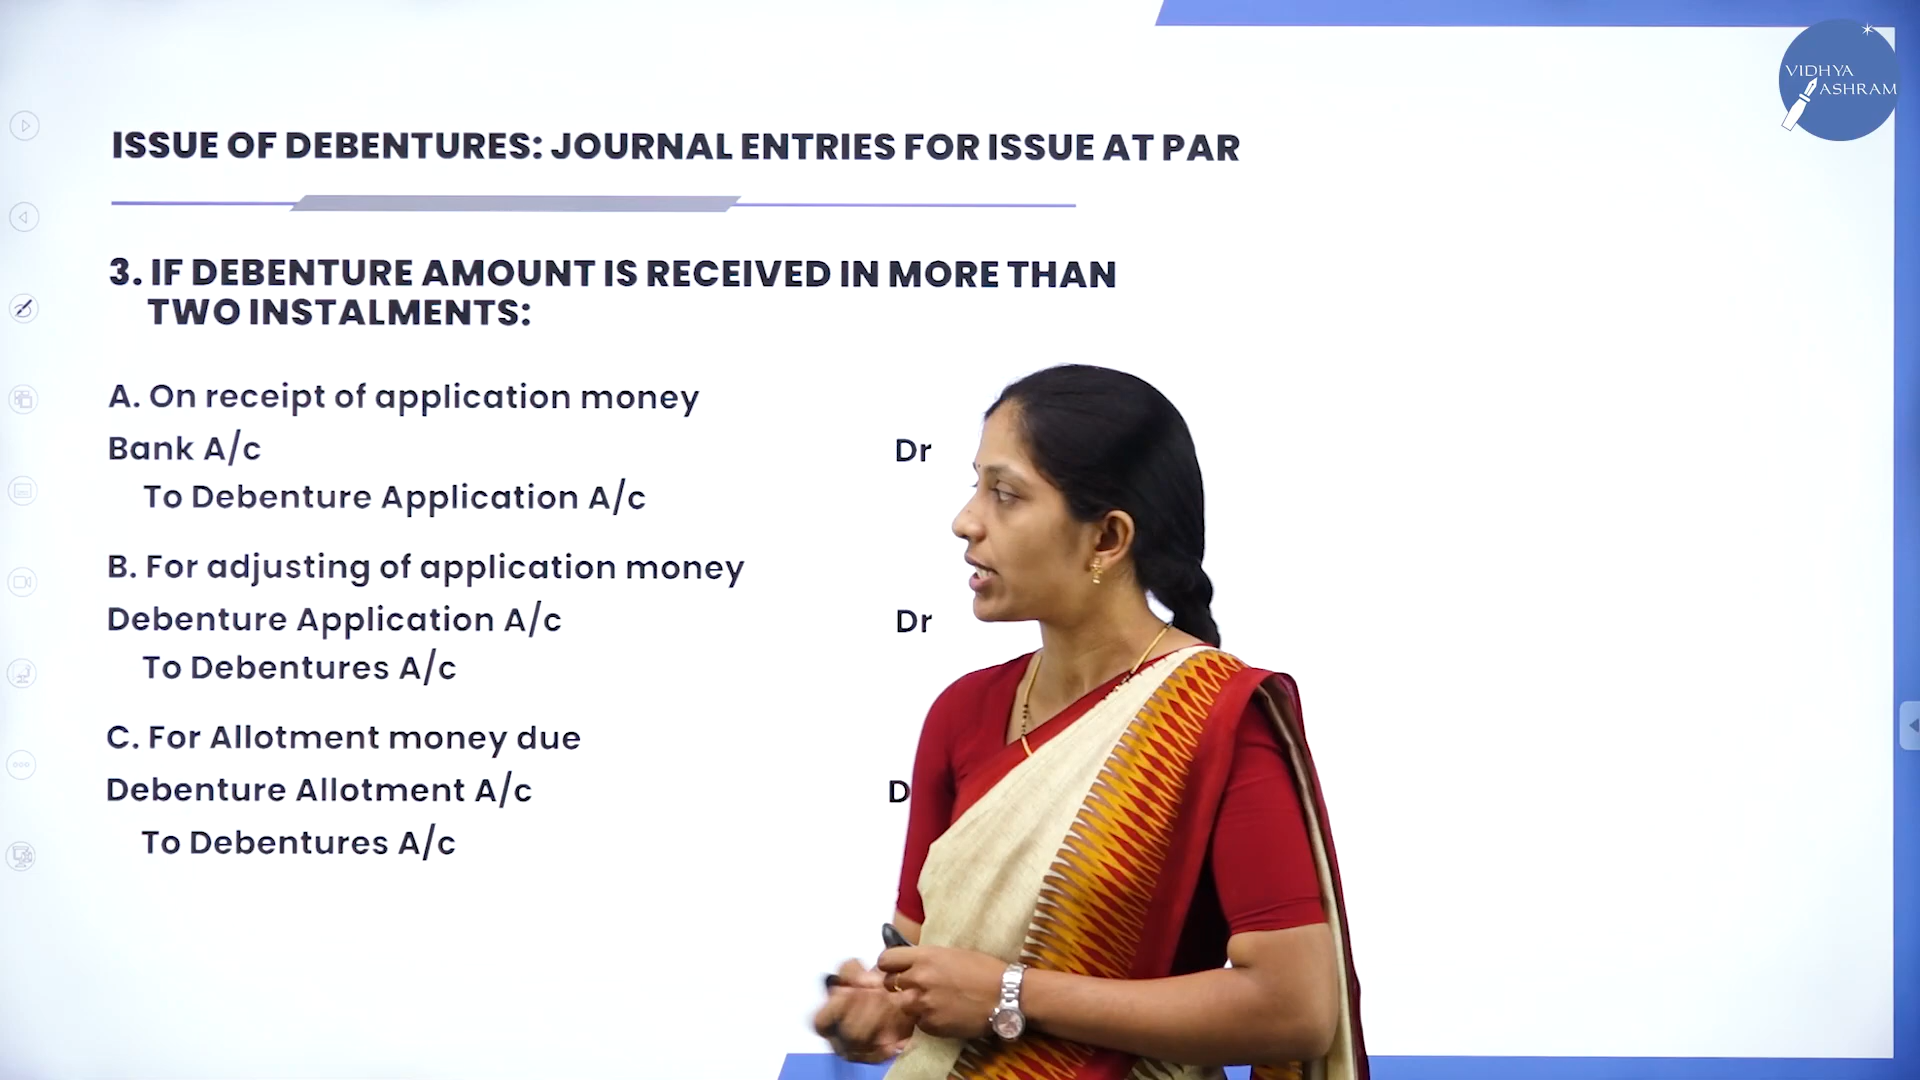 VIDHYA
ASHRAM
ISSUE OF DEBENTURES: JOURNAL ENTRIES FOR ISSUE AT PAR
3. IF DEBENTURE AMOUNT IS RECEIVED IN MORE THAN
TWO INSTALMENTS:
A. On receipt of application money
Bank A/c Dr
To Debenture Application A/c
B. For adjusting of application money
Debenture Application A/c Dr
To Debentures A/c
C. For Allotment money due
Debenture Allotment A/c D
To Debentures A/c